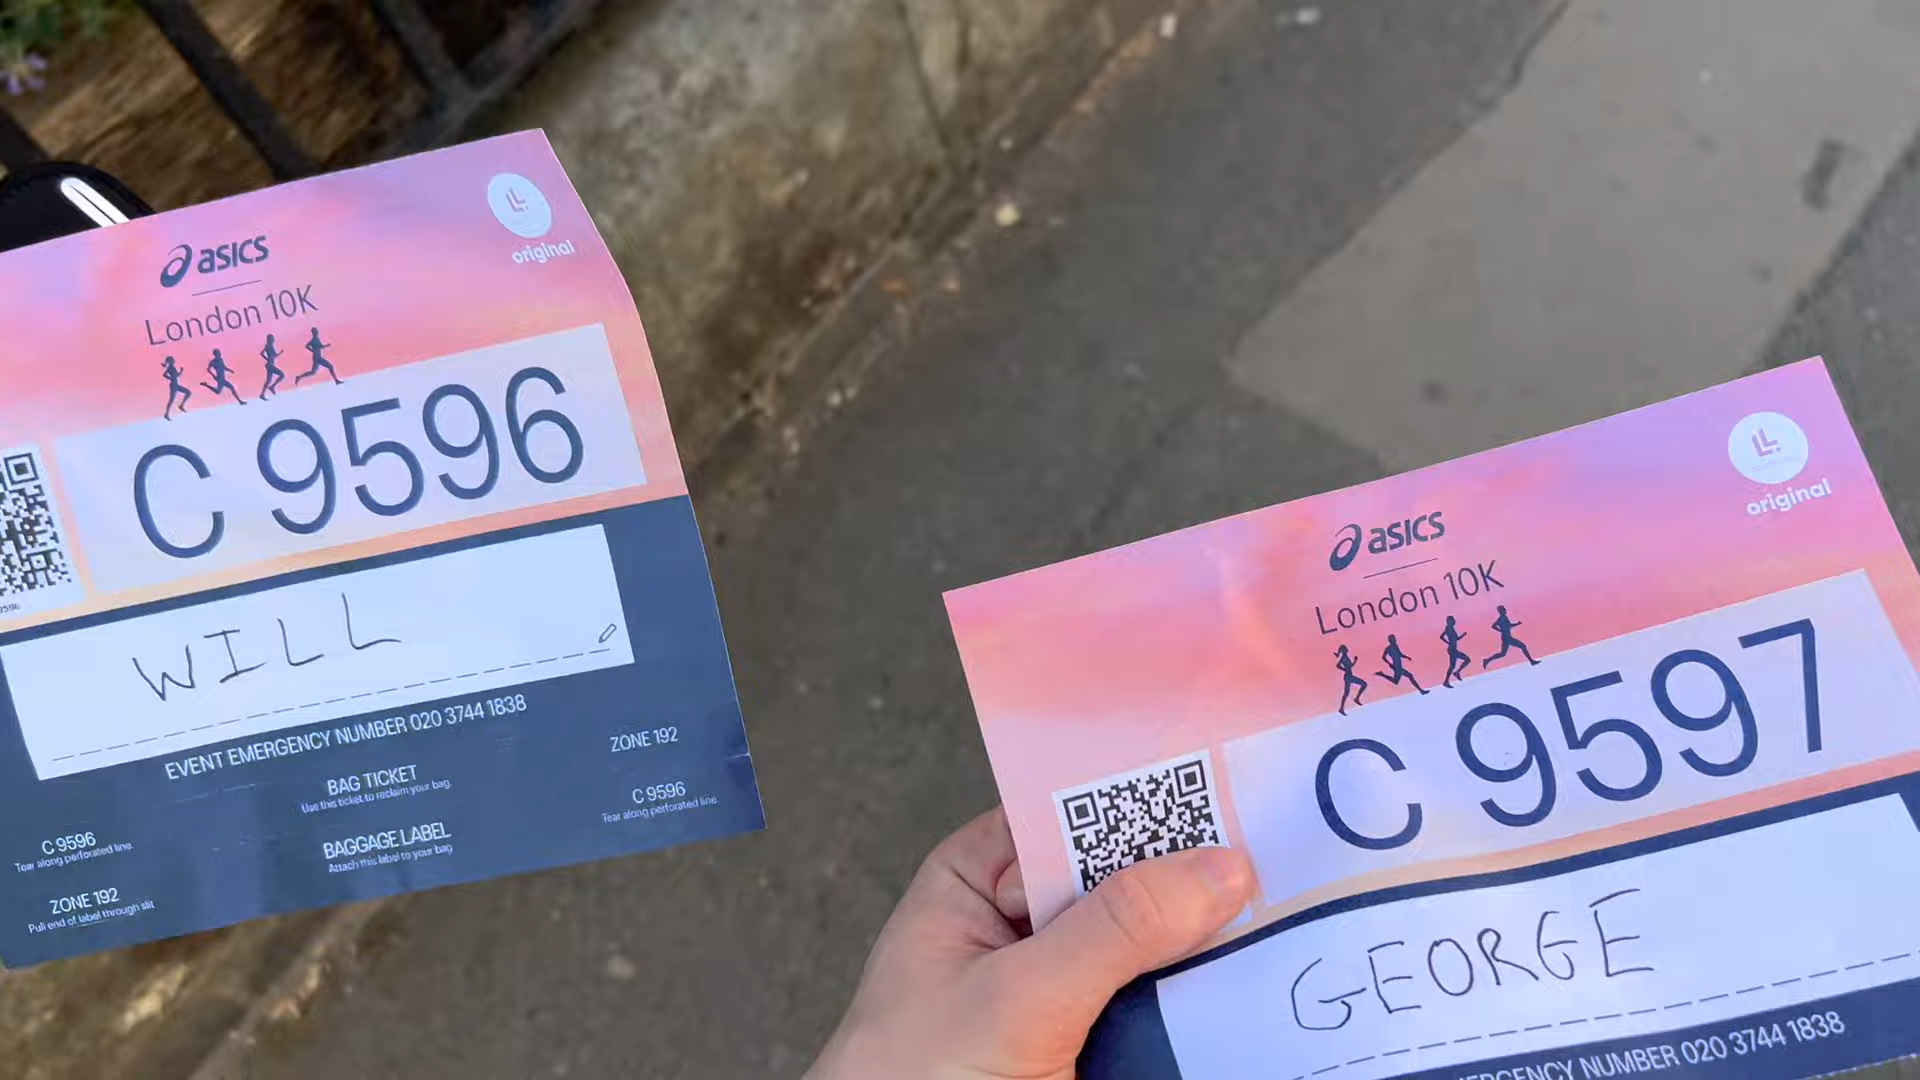 asics
original
London 10K
C 9596
9596
WILL
EVENT EMERGENCY NUMBER 020 3744 1838
ZONE 192
BAG TICKET
Use this ticket to reclaim your bag.
C 9596
Tear along perforated line.
C 9596
Tear along perforated line.
BAGGAGE LABEL
Attach this label to your bag
ZONE 192
Pull end of label through slit
asics
original
London 10K
C 9597
GEORGE
NUMBER 020 3744 1838